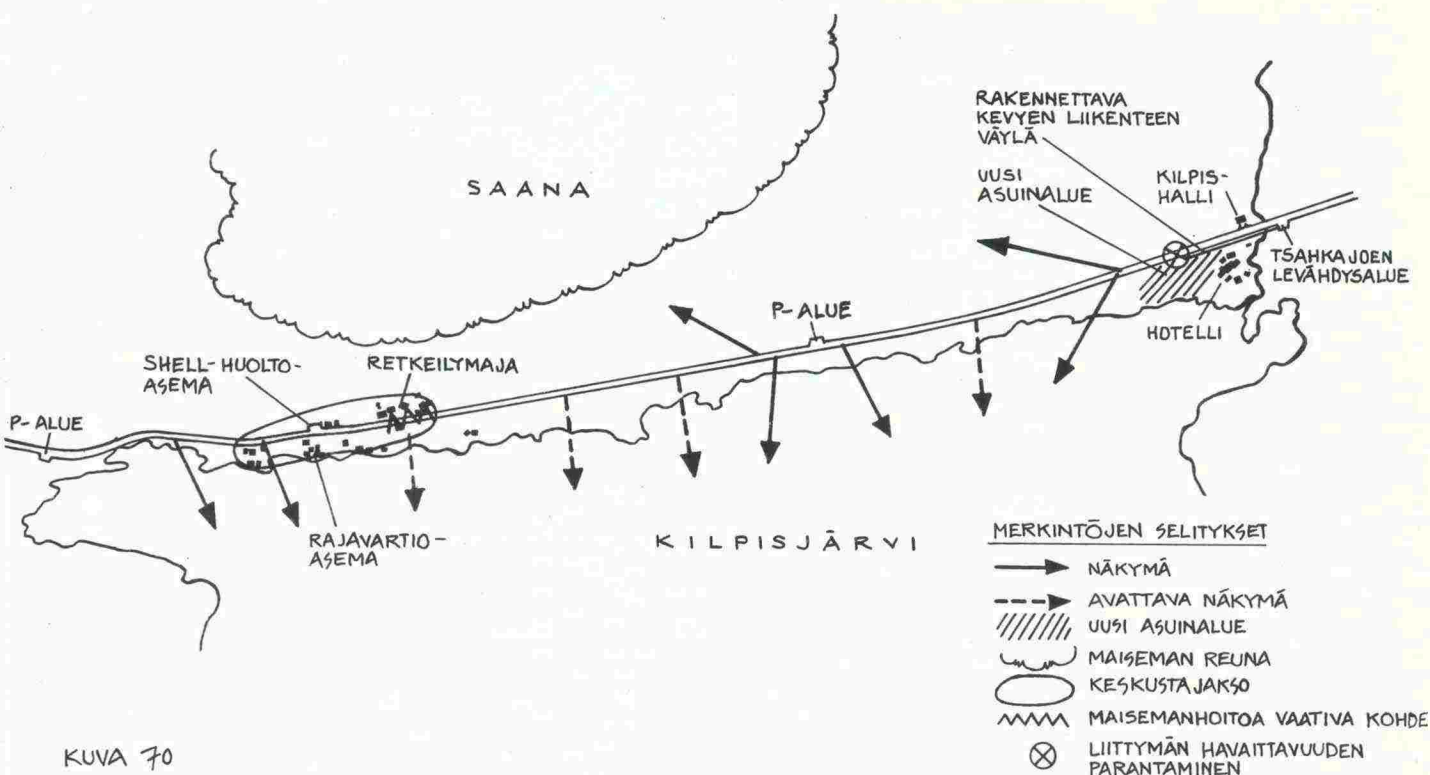 SAANA
RAKENNETTAVA
KEVYEN LIIKENTEEN
VÄYLÄ
UUSI
ASUINALUE
KILPIS-
HALLI
TSAHKAJOEN
LEVÄHDYSALUE
HOTELLI
P-ALUE
SHELL-HUOLTO-
ASEMA
RETKEILYMAJA
P-ALUE
RAJAVARTIO-
ASEMA
KILPISJÄRVI
MERKINTÖJEN SELITYKSET
NÄKYMÄ
AVATTAVA NÄKYMÄ
UUSI ASUINALUE
MAISEMAN REUNA
KESKUSTAJAKSO
MAISEMANHOITOA VAATIVA KOHDE
LIITTYMÄN HAVAITTAVUUDEN
PARANTAMINEN
KUVA 70